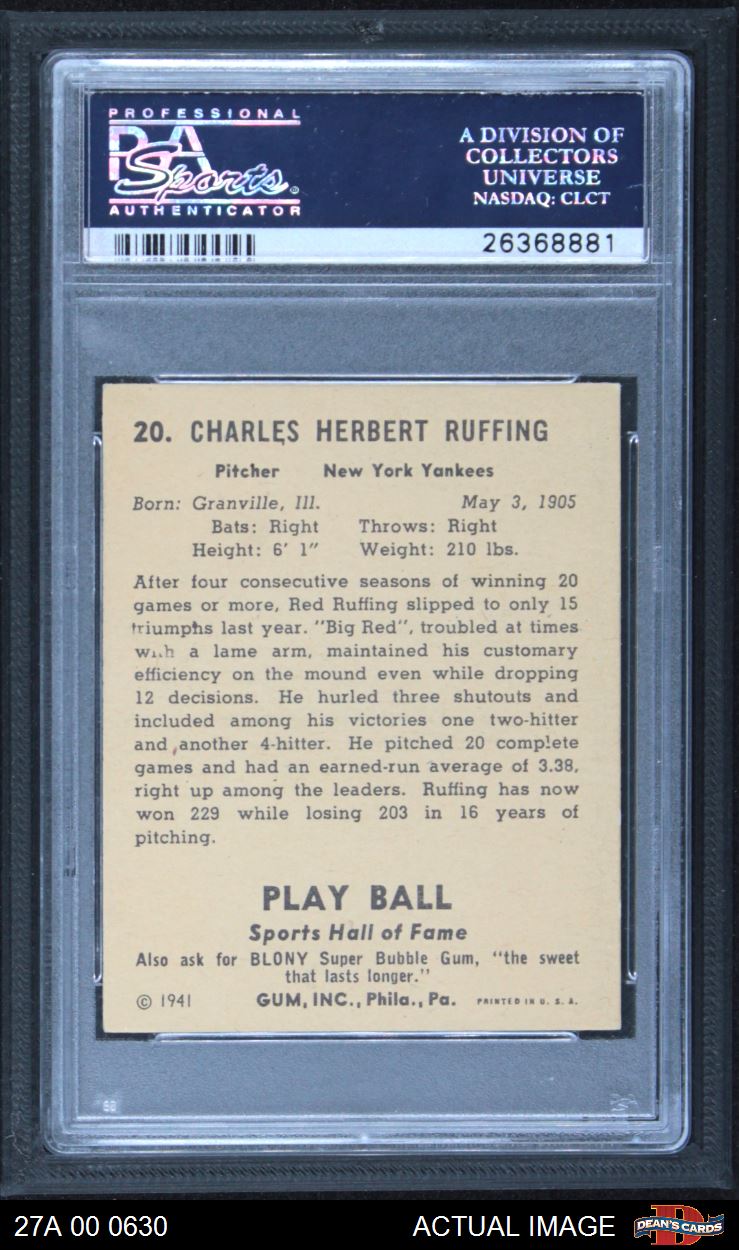 PROFESSIONAL
PSA
Sports
AUTHENTICATOR
A DIVISION OF
COLLECTORS
UNIVERSE
NASDAQ: CLCT
26368881
20. CHARLES HERBERT RUFFING
Pitcher New York Yankees
Born: Granville, Ill. May 3, 1905
Bats: Right Throws: Right
Height: 6' 1" Weight: 210 lbs.
After four consecutive seasons of winning 20
games or more, Red Ruffing slipped to only 15
triumphs last year. "Big Red", troubled at times
with a lame arm, maintained his customary
efficiency on the mound even while dropping
12 decisions. He hurled three shutouts and
included among his victories one two-hitter
and another 4-hitter. He pitched 20 complete
games and had an earned-run average of 3.38,
right up among the leaders. Ruffing has now
won 229 while losing 203 in 16 years of
pitching.
PLAY BALL
Sports Hall of Fame
Also ask for BLONY Super Bubble Gum, "the sweet
that lasts longer."
© 1941 GUM, INC., Phila., Pa. PRINTED IN U. S. A.
27A 00 0630 ACTUAL IMAGE
DEAN'S CARDS